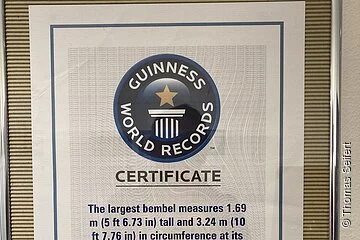 GUINNESS
WORLD RECORDS
TM
CERTIFICATE
The largest bembel measures 1.69
m (5 ft 6.73 in) tall and 3.24 m (10
ft 7.76 in) in circumference at its
© Thomas Seifert